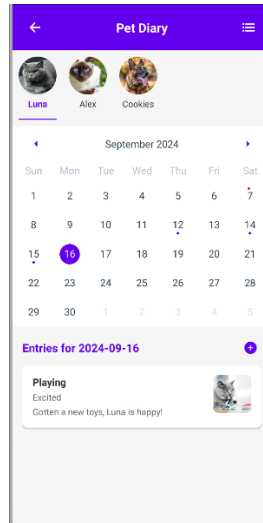 Pet Diary
Luna Alex Cookies
September 2024
Sun Mon Tue Wed Thu Fri Sat
1 2 3 4 5 6 7
8 9 10 11 12 13 14
15 16 17 18 19 20 21
22 23 24 25 26 27 28
29 30 1 2 3 4 5
Entries for 2024-09-16
Playing
Excited
Gotten a new toys, Luna is happy!